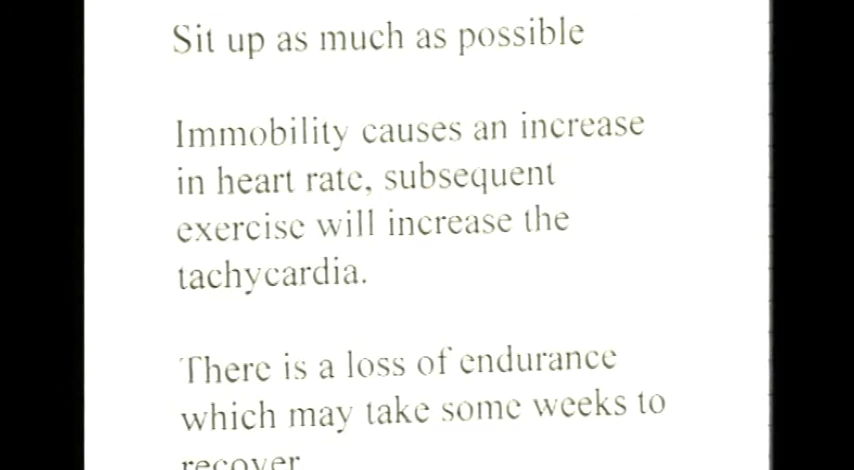 Sit up as much as possible
Immobility causes an increase
in heart rate, subsequent
exercise will increase the
tachycardia.
There is a loss of endurance
which may take some weeks to
recover